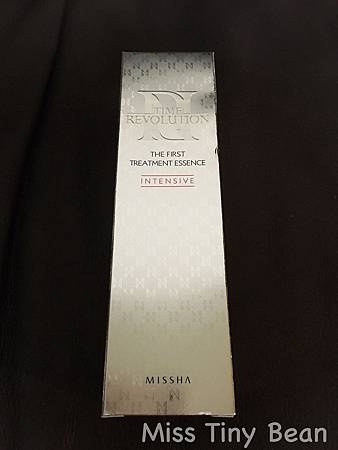 TIME
REVOLUTION
THE FIRST
TREATMENT ESSENCE
INTENSIVE
MISSHA
Miss Tiny Bean